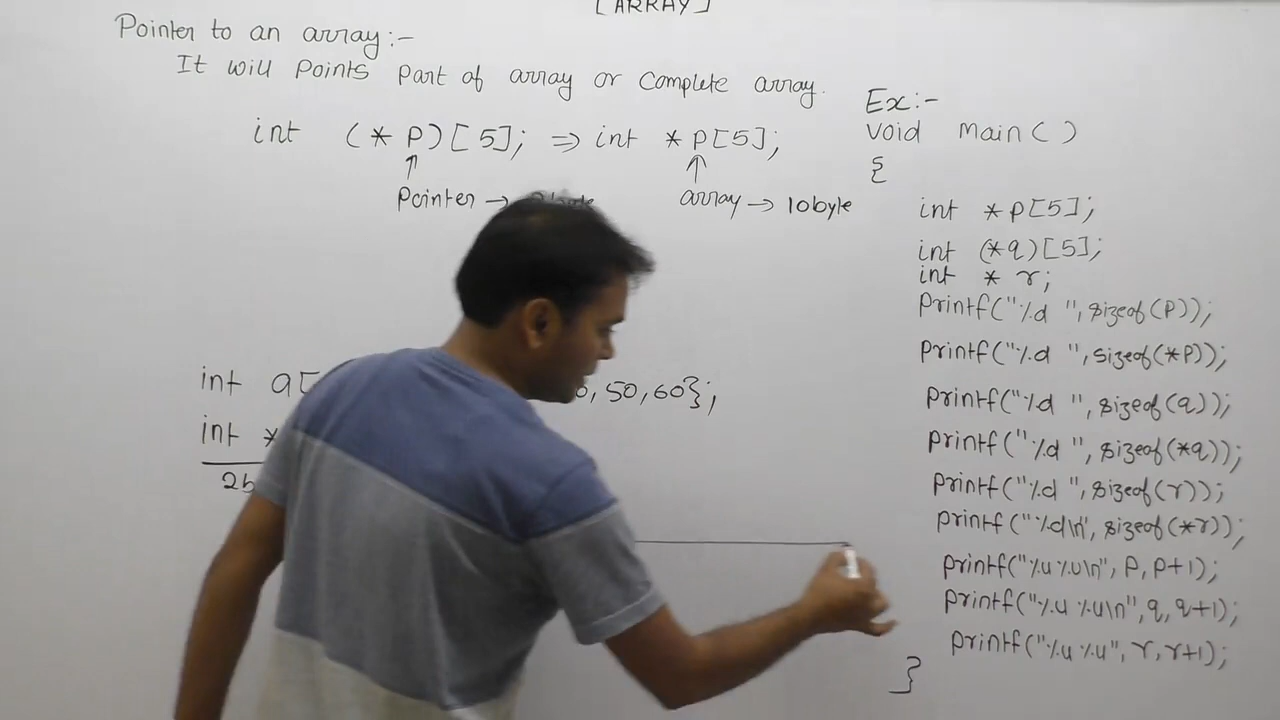 [ARRAY]
Pointer to an array:-
It will Points Part of array or Complete array.
int (* P)[5]; => int * P[5];
↑ ↑
Pointer → array → 10byte
int a[ 50, 60};
int *
2b
Ex:-
void main( )
{
int * P[5];
int (*q)[5];
int * r;
Printf("%d ", sizeof(P));
Printf("%d ", sizeof(*P));
Printf("%d ", sizeof(q));
Printf("%d ", sizeof(*q));
Printf("%d ", sizeof(r));
Printf("%d\n", sizeof(*r));
Printf("%u %u\n", P, P+1);
Printf("%u %u\n", q, q+1);
Printf("%u %u", r, r+1);
}